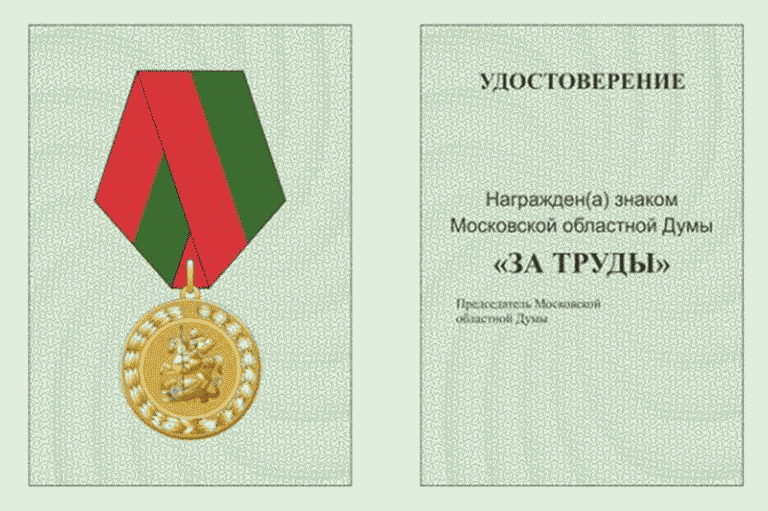 УДОСТОВЕРЕНИЕ
Награжден(а) знаком
Московской областной Думы
«ЗА ТРУДЫ»
Председатель Московской
областной Думы